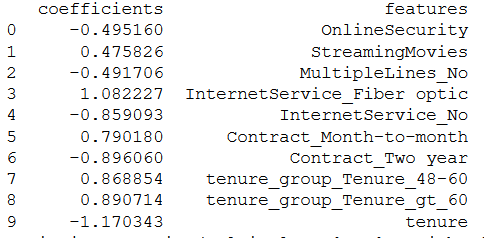 coefficients features
0 -0.495160 OnlineSecurity
1 0.475826 StreamingMovies
2 -0.491706 MultipleLines_No
3 1.082227 InternetService_Fiber optic
4 -0.859093 InternetService_No
5 0.790180 Contract_Month-to-month
6 -0.896060 Contract_Two year
7 0.868854 tenure_group_Tenure_48-60
8 0.890714 tenure_group_Tenure_gt_60
9 -1.170343 tenure